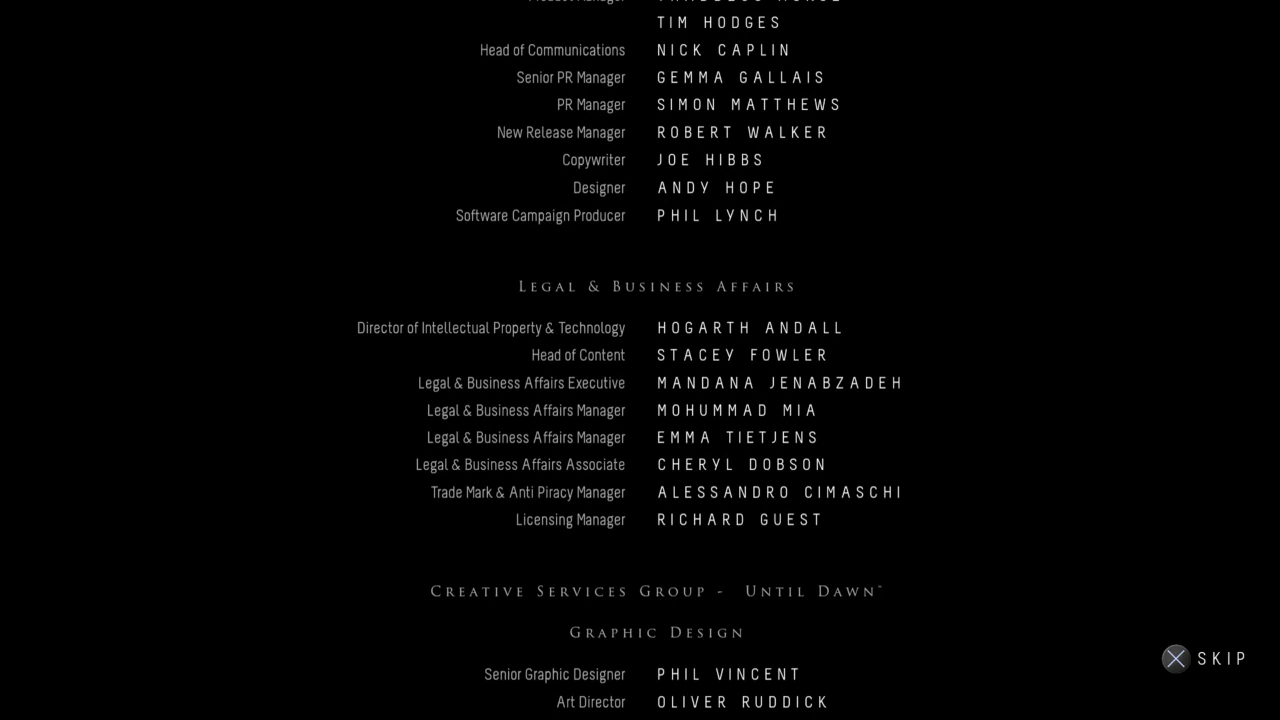 TIM HODGES
Head of Communications NICK CAPLIN
Senior PR Manager GEMMA GALLAIS
PR Manager SIMON MATTHEWS
New Release Manager ROBERT WALKER
Copywriter JOE HIBBS
Designer ANDY HOPE
Software Campaign Producer PHIL LYNCH
LEGAL & BUSINESS AFFAIRS
Director of Intellectual Property & Technology HOGARTH ANDALL
Head of Content STACEY FOWLER
Legal & Business Affairs Executive MANDANA JENABZADEH
Legal & Business Affairs Manager MOHUMMAD MIA
Legal & Business Affairs Manager EMMA TIETJENS
Legal & Business Affairs Associate CHERYL DOBSON
Trade Mark & Anti Piracy Manager ALESSANDRO CIMASCHI
Licensing Manager RICHARD GUEST
CREATIVE SERVICES GROUP - UNTIL DAWN™
GRAPHIC DESIGN
Senior Graphic Designer PHIL VINCENT
SKIP
Art Director OLIVER RUDDICK